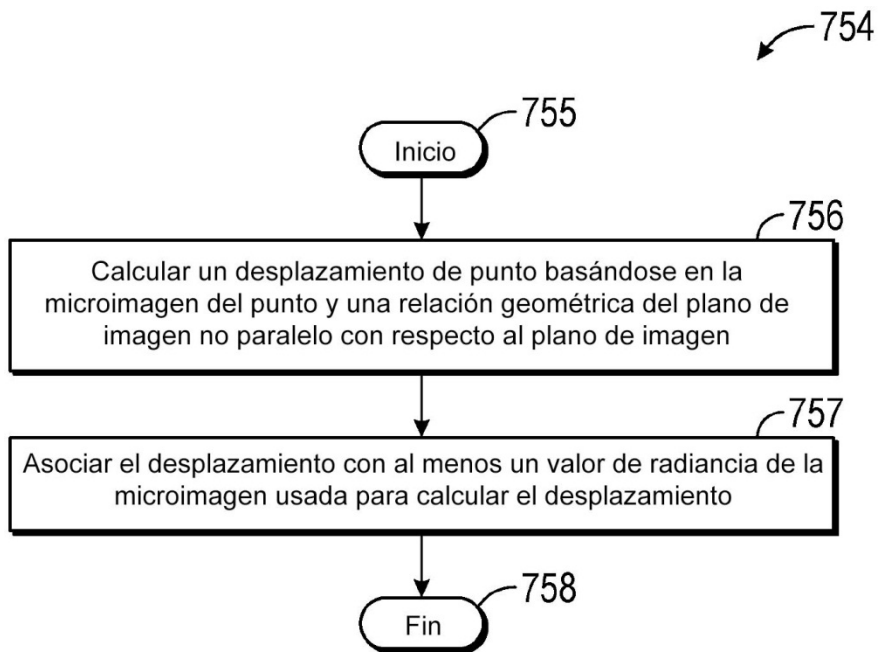 754
755
Inicio
756
Calcular un desplazamiento de punto basándose en la
microimagen del punto y una relación geométrica del plano de
imagen no paralelo con respecto al plano de imagen
757
Asociar el desplazamiento con al menos un valor de radiancia de la
microimagen usada para calcular el desplazamiento
758
Fin